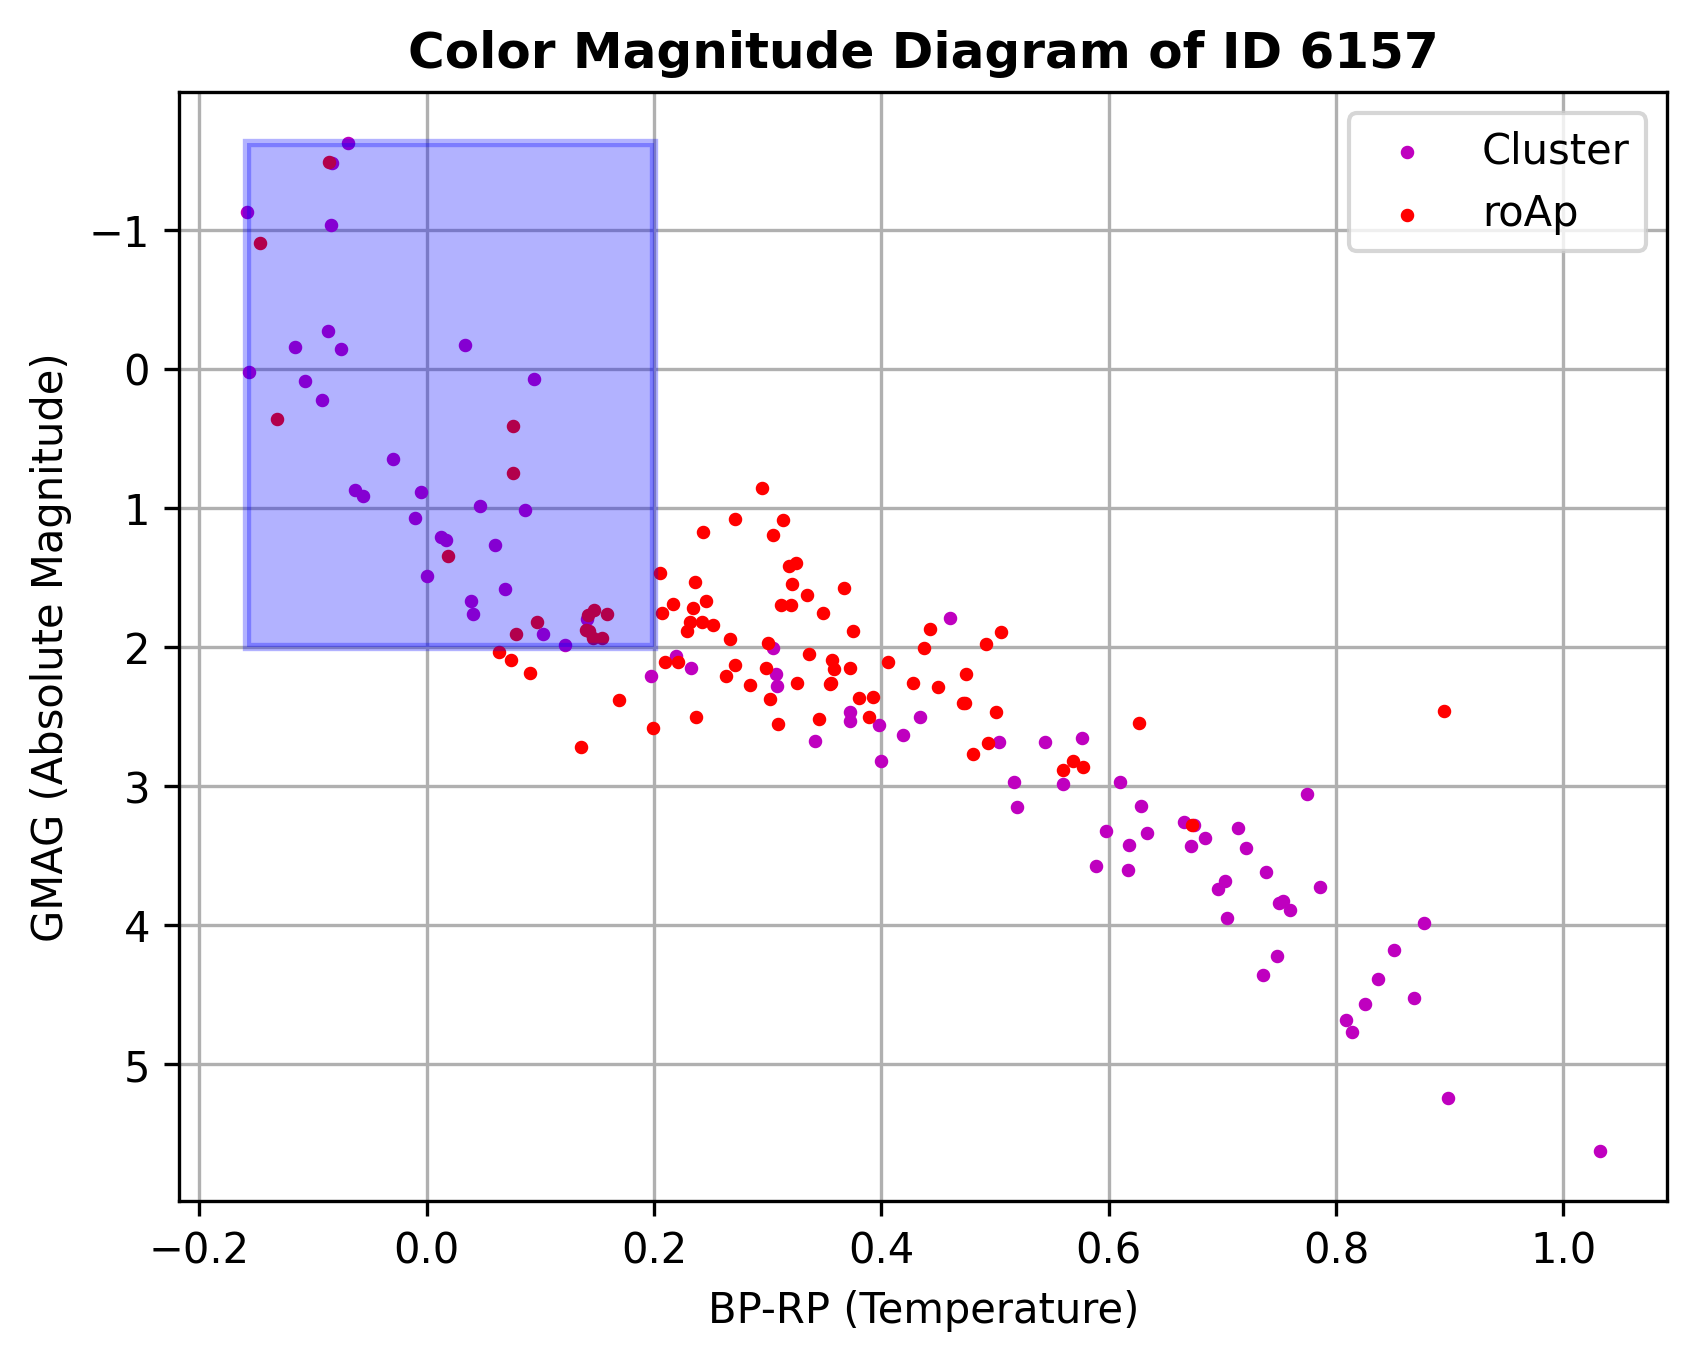 Color Magnitude Diagram of ID 6157
Cluster
roAp
GMAG (Absolute Magnitude)
−1
0
1
2
3
4
5
−0.2 0.0 0.2 0.4 0.6 0.8 1.0
BP-RP (Temperature)